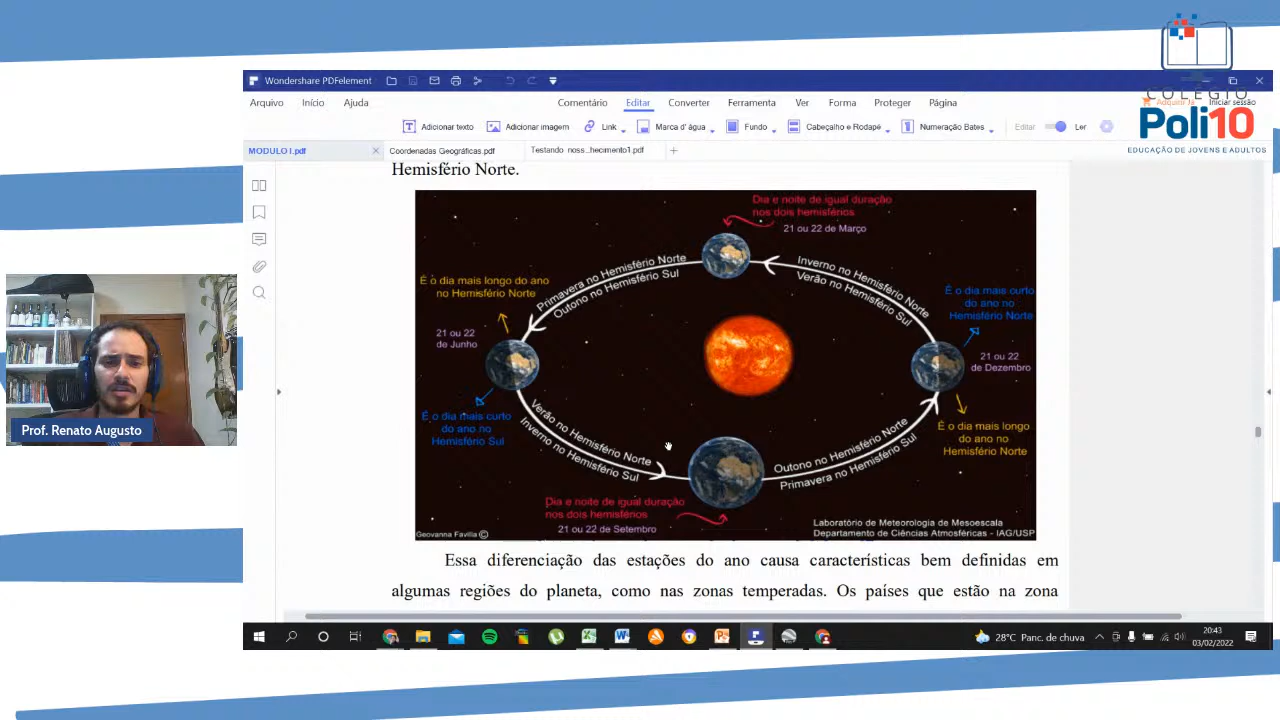 COLÉGIO
Poli10
EDUCAÇÃO DE JOVENS E ADULTOS
Wondershare PDFelement
Arquivo Início Ajuda
Comentário Editar Converter Ferramenta Ver Forma Proteger Página
Iniciar sessão
Adicionar texto Adicionar imagem Link Marca d' água Fundo Cabeçalho e Rodapé Numeração Bates Editar Ler
MODULO I.pdf Coordenadas Geográficas.pdf Testando noss...hecimento1.pdf
Hemisfério Norte.
Dia e noite de igual duração
nos dois hemisférios
21 ou 22 de Março
Primavera no Hemisfério Norte
Outono no Hemisfério Sul
Inverno no Hemisfério Norte
Verão no Hemisfério Sul
É o dia mais longo do ano
no Hemisfério Norte
21 ou 22
de Junho
É o dia mais curto
do ano no
Hemisfério Sul
É o dia mais curto
do ano no
Hemisfério Norte
21 ou 22
de Dezembro
É o dia mais longo
do ano no
Hemisfério Norte
Verão no Hemisfério Norte
Inverno no Hemisfério Sul
Outono no Hemisfério Norte
Primavera no Hemisfério Sul
Dia e noite de igual duração
nos dois hemisférios
21 ou 22 de Setembro
Geovanna Favilla ©
Laboratório de Meteorologia de Mesoescala
Departamento de Ciências Atmosféricas - IAG/USP
Essa diferenciação das estações do ano causa características bem definidas em
algumas regiões do planeta, como nas zonas temperadas. Os países que estão na zona
Prof. Renato Augusto
28°C Panc. de chuva
20:43
03/02/2022